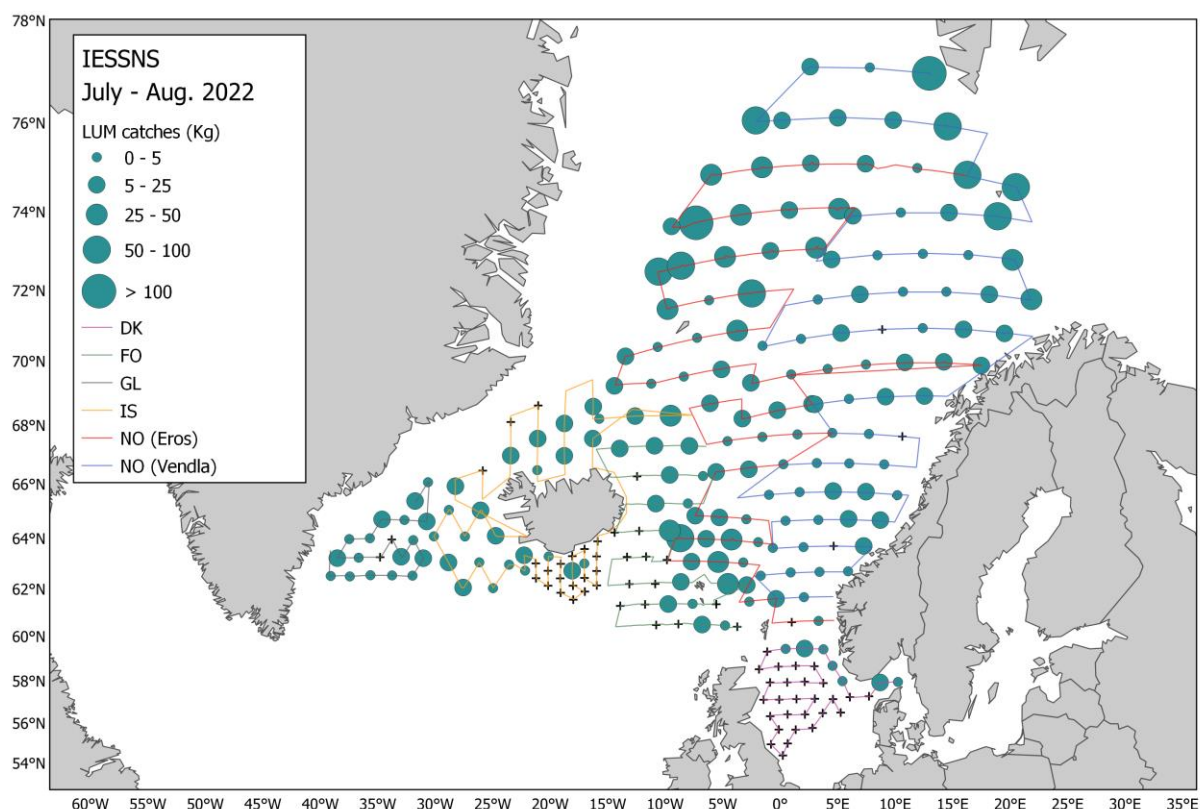 IESSNS
July - Aug. 2022
LUM catches (Kg)
0 - 5
5 - 25
25 - 50
50 - 100
> 100
DK
FO
GL
IS
NO (Eros)
NO (Vendla)
78°N
76°N
74°N
72°N
70°N
68°N
66°N
64°N
62°N
60°N
58°N
56°N
54°N
60°W 55°W 50°W 45°W 40°W 35°W 30°W 25°W 20°W 15°W 10°W 5°W 0° 5°E 10°E 15°E 20°E 25°E 30°E 35°E